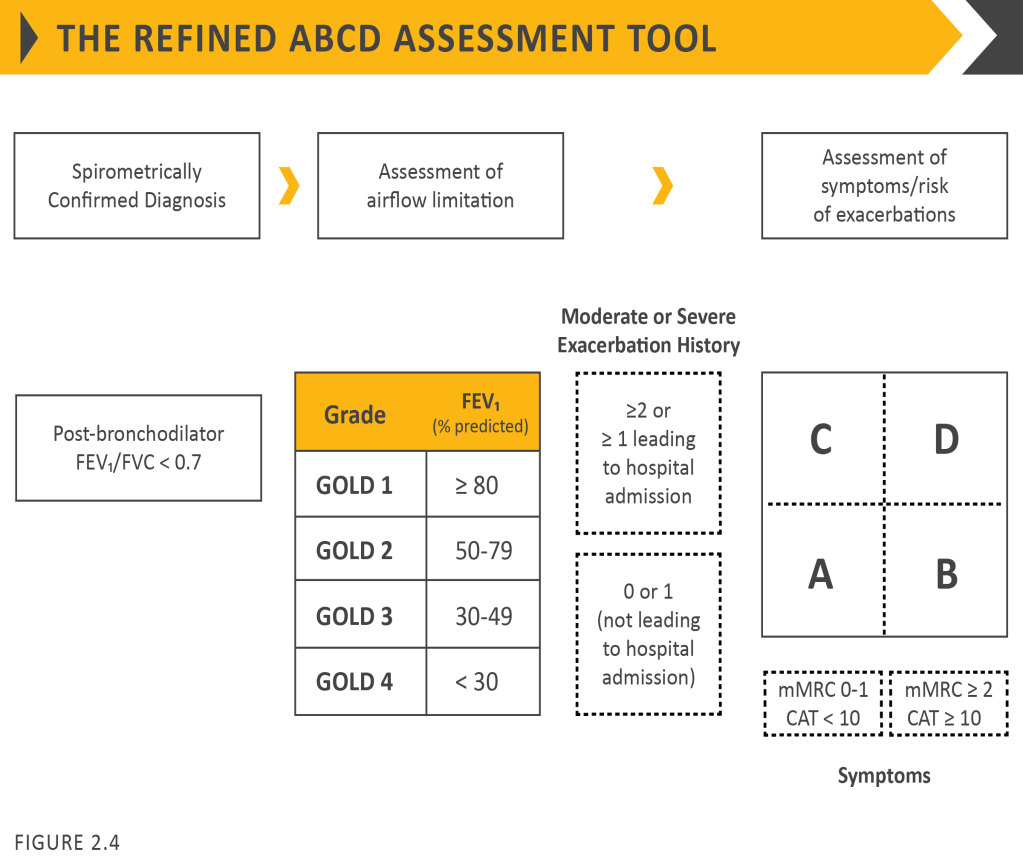 THE REFINED ABCD ASSESSMENT TOOL
Spirometrically
Confirmed Diagnosis
Assessment of
airflow limitation
Assessment of
symptoms/risk
of exacerbations
Post-bronchodilator
FEV₁/FVC < 0.7
Grade
FEV₁
(% predicted)
GOLD 1
≥ 80
GOLD 2
50-79
GOLD 3
30-49
GOLD 4
< 30
Moderate or Severe
Exacerbation History
≥2 or
≥ 1 leading
to hospital
admission
0 or 1
(not leading
to hospital
admission)
C
D
A
B
mMRC 0-1
CAT < 10
mMRC ≥ 2
CAT ≥ 10
Symptoms
FIGURE 2.4